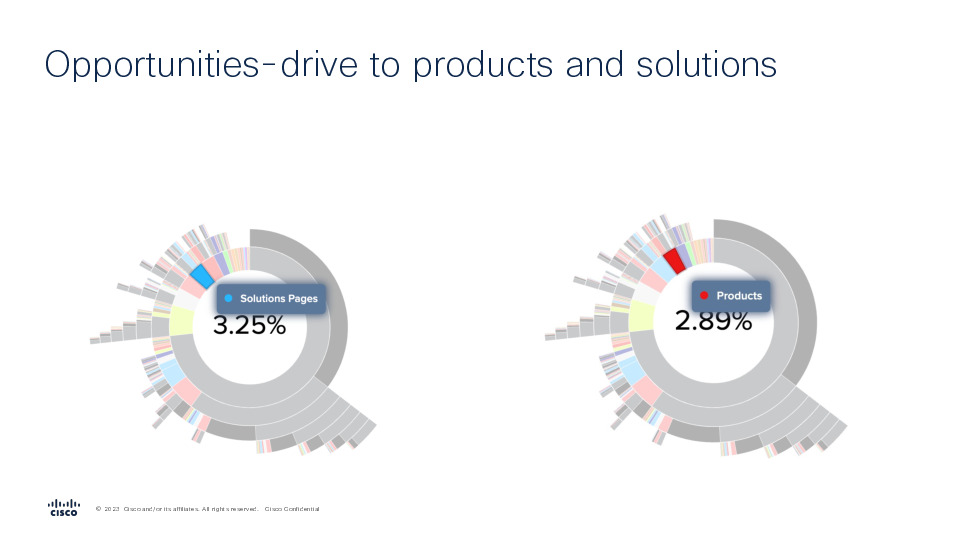 Opportunities-drive to products and solutions
Solutions Pages
3.25%
Products
2.89%
CISCO
© 2023 Cisco and/or its affiliates. All rights reserved. Cisco Confidential